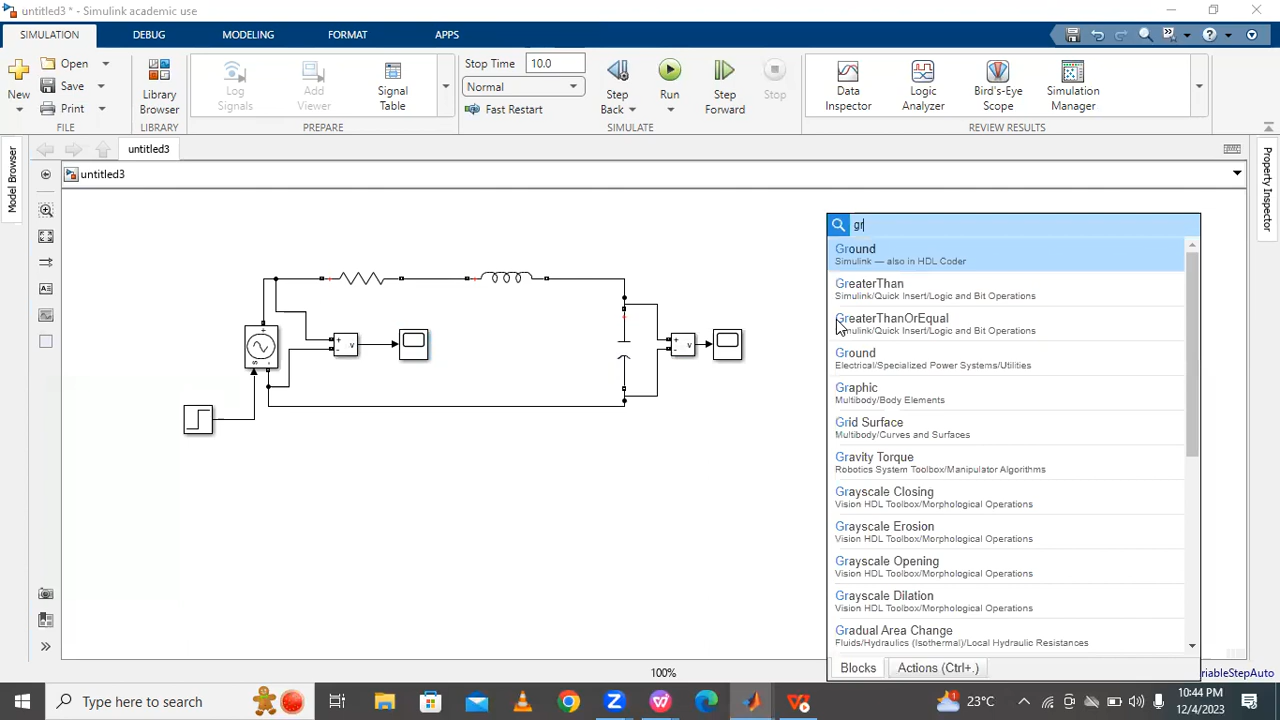 untitled3 * - Simulink academic use
SIMULATION
DEBUG
MODELING
FORMAT
APPS
New
Open
Save
Print
FILE
Library
Browser
LIBRARY
Log
Signals
Add
Viewer
Signal
Table
PREPARE
Stop Time 10.0
Normal
Fast Restart
Step
Back
Run
Step
Forward
Stop
SIMULATE
Data
Inspector
Logic
Analyzer
Bird's-Eye
Scope
Simulation
Manager
REVIEW RESULTS
Model Browser
untitled3
untitled3
Property Inspector
+
-
s
+
-
v
+
-
v
gr
Ground
Simulink — also in HDL Coder
GreaterThan
Simulink/Quick Insert/Logic and Bit Operations
GreaterThanOrEqual
Simulink/Quick Insert/Logic and Bit Operations
Ground
Electrical/Specialized Power Systems/Utilities
Graphic
Multibody/Body Elements
Grid Surface
Multibody/Curves and Surfaces
Gravity Torque
Robotics System Toolbox/Manipulator Algorithms
Grayscale Closing
Vision HDL Toolbox/Morphological Operations
Grayscale Erosion
Vision HDL Toolbox/Morphological Operations
Grayscale Opening
Vision HDL Toolbox/Morphological Operations
Grayscale Dilation
Vision HDL Toolbox/Morphological Operations
Gradual Area Change
Fluids/Hydraulics (Isothermal)/Local Hydraulic Resistances
Blocks
Actions (Ctrl+.)
100%
VariableStepAuto
Type here to search
23°C
10:44 PM
12/4/2023